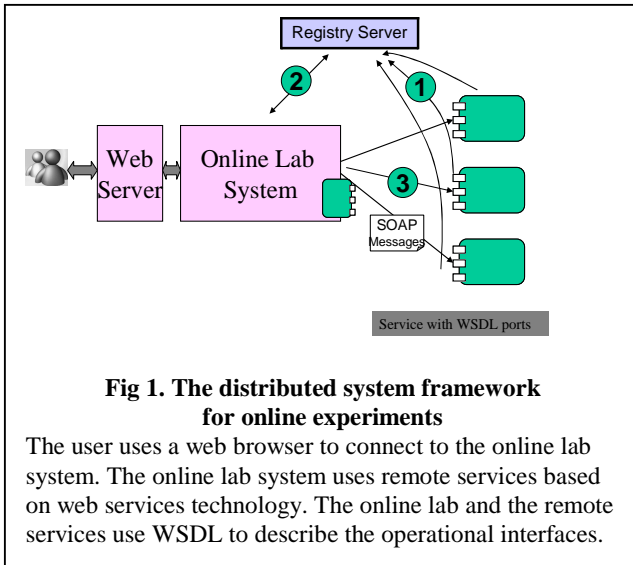 Registry Server
2
1
Web
Server
Online Lab
System
3
SOAP
Messages
Service with WSDL ports
Fig 1. The distributed system framework
for online experiments
The user uses a web browser to connect to the online lab
system. The online lab system uses remote services based
on web services technology. The online lab and the remote
services use WSDL to describe the operational interfaces.